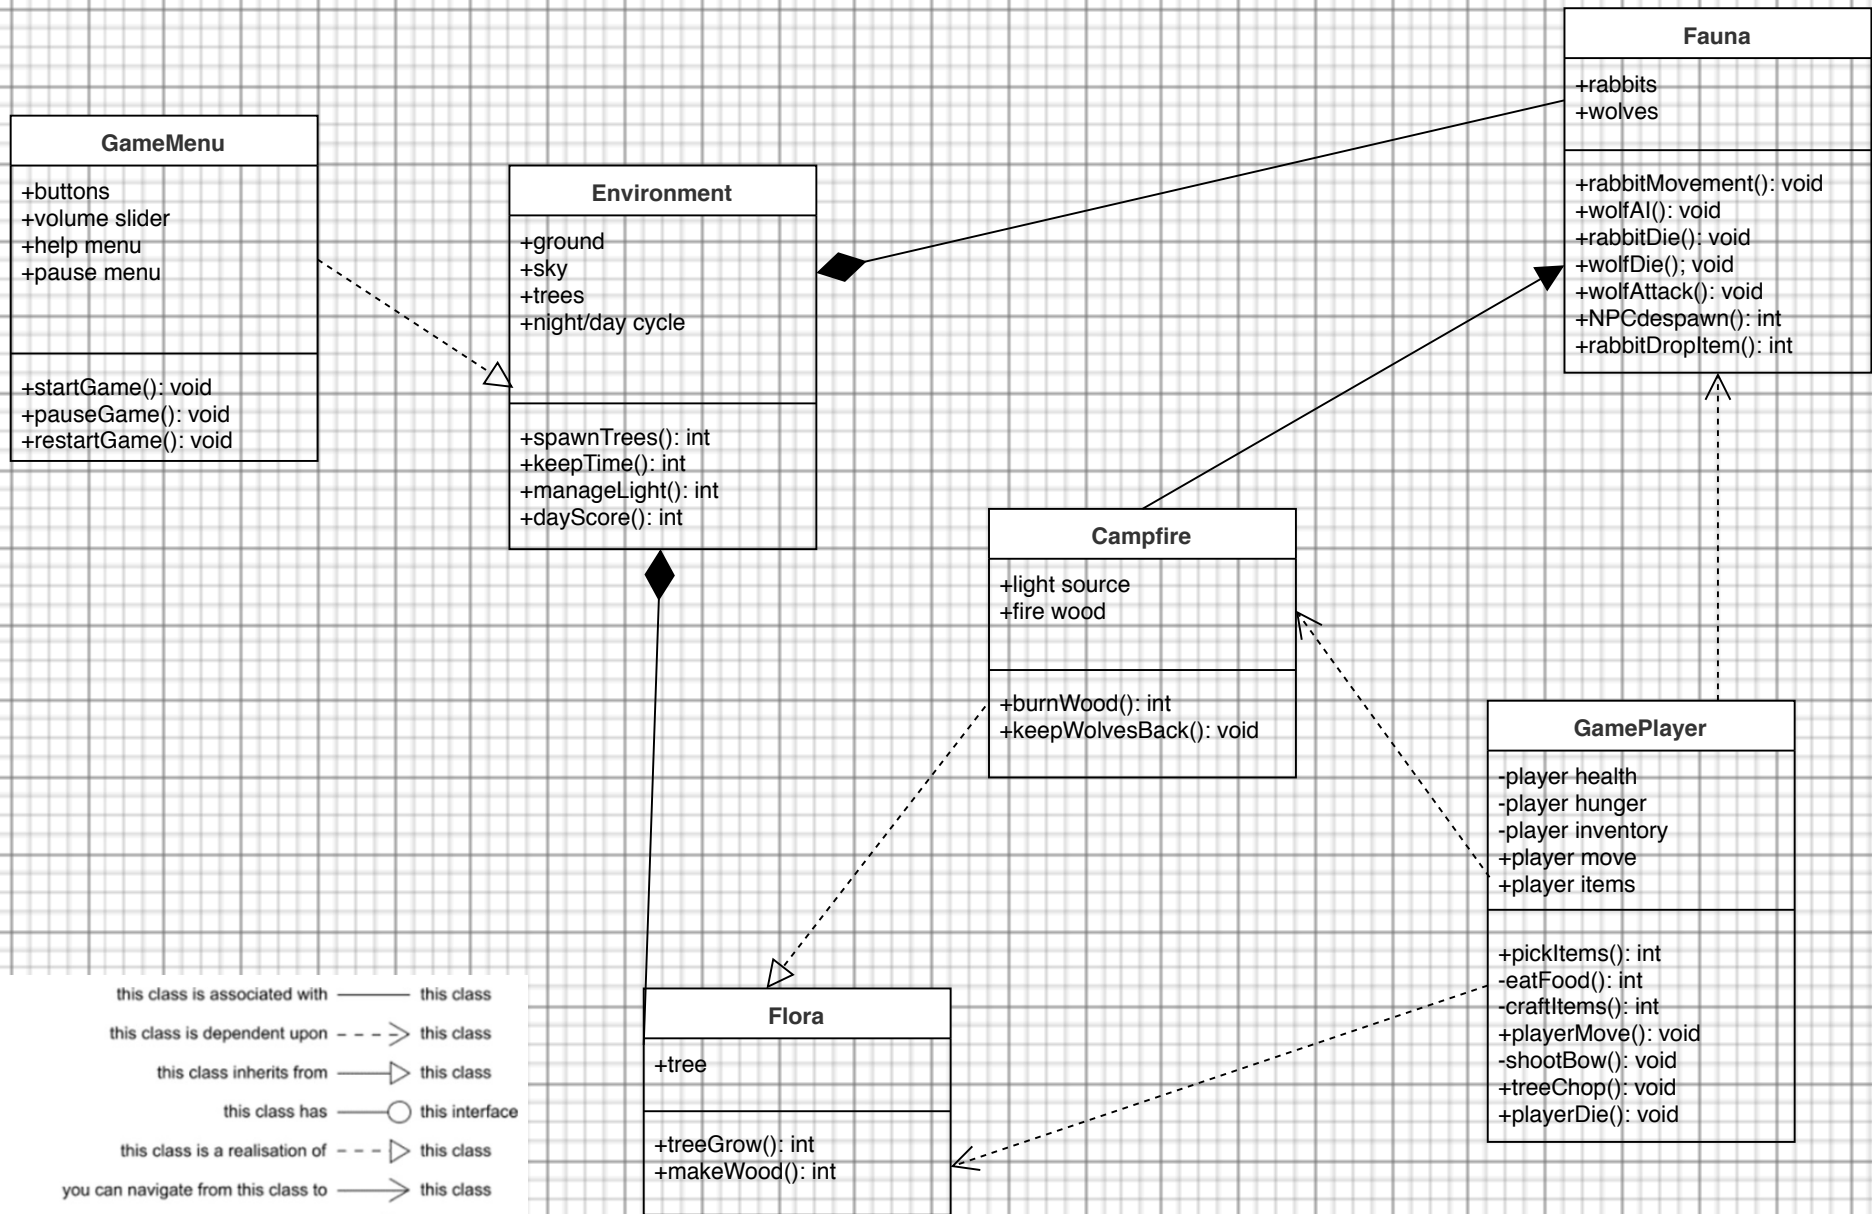 Fauna
+rabbits
+wolves
+rabbitMovement(): void
+wolfAI(): void
+rabbitDie(): void
+wolfDie(); void
+wolfAttack(): void
+NPCdespawn(): int
+rabbitDropItem(): int
GameMenu
+buttons
+volume slider
+help menu
+pause menu
+startGame(): void
+pauseGame(): void
+restartGame(): void
Environment
+ground
+sky
+trees
+night/day cycle
+spawnTrees(): int
+keepTime(): int
+manageLight(): int
+dayScore(): int
Campfire
+light source
+fire wood
+burnWood(): int
+keepWolvesBack(): void
GamePlayer
-player health
-player hunger
-player inventory
+player move
+player items
+pickItems(): int
-eatFood(): int
-craftItems(): int
+playerMove(): void
-shootBow(): void
+treeChop(): void
+playerDie(): void
Flora
+tree
+treeGrow(): int
+makeWood(): int
this class is associated with this class
this class is dependent upon this class
this class inherits from this class
this class has this interface
this class is a realisation of this class
you can navigate from this class to this class